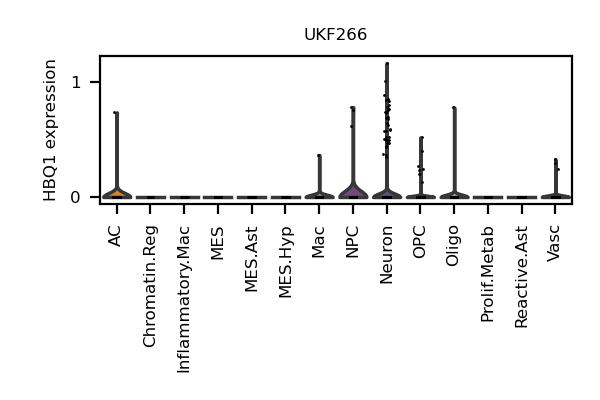 UKF266
HBQ1 expression
1
0
AC
Chromatin.Reg
Inflammatory.Mac
MES
MES.Ast
MES.Hyp
Mac
NPC
Neuron
OPC
Oligo
Prolif.Metab
Reactive.Ast
Vasc